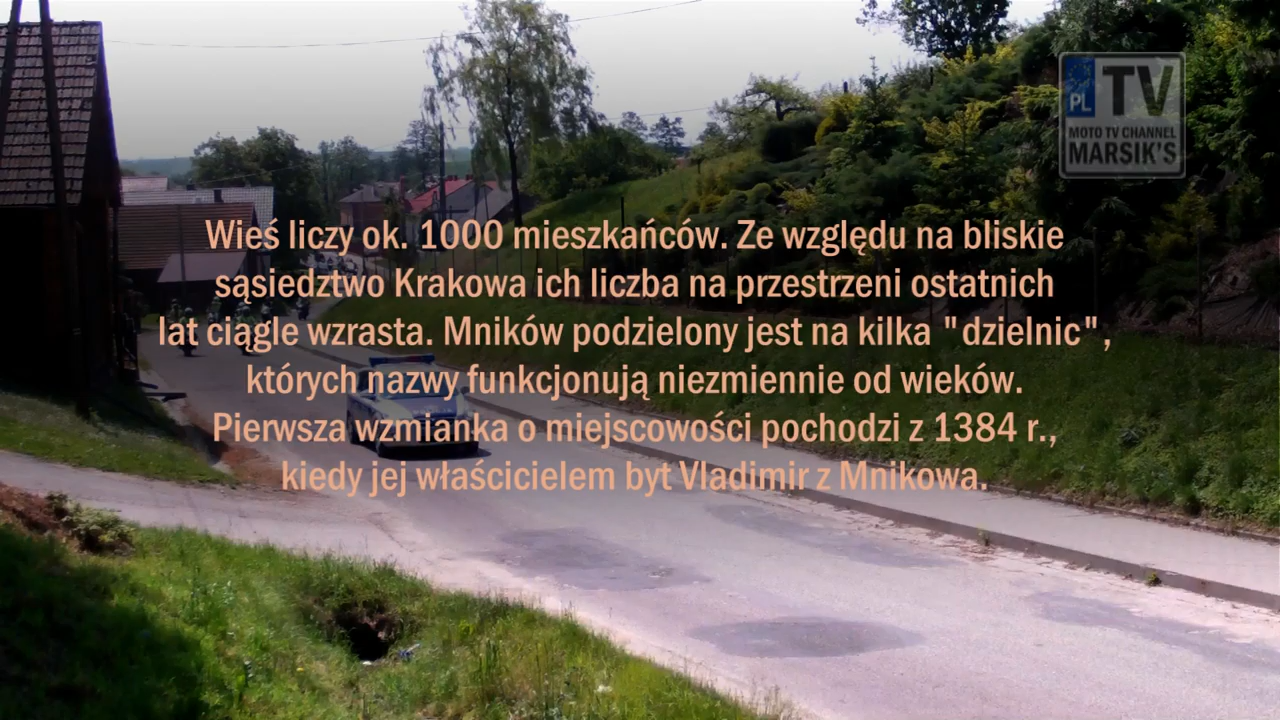 PL TV
MOTO TV CHANNEL
MARSIK'S
Wieś liczy ok. 1000 mieszkańców. Ze względu na bliskie
sąsiedztwo Krakowa ich liczba na przestrzeni ostatnich
lat ciągle wzrasta. Mników podzielony jest na kilka "dzielnic",
których nazwy funkcjonują niezmiennie od wieków.
Pierwsza wzmianka o miejscowości pochodzi z 1384 r.,
kiedy jej właścicielem byt Vladimir z Mnikowa.